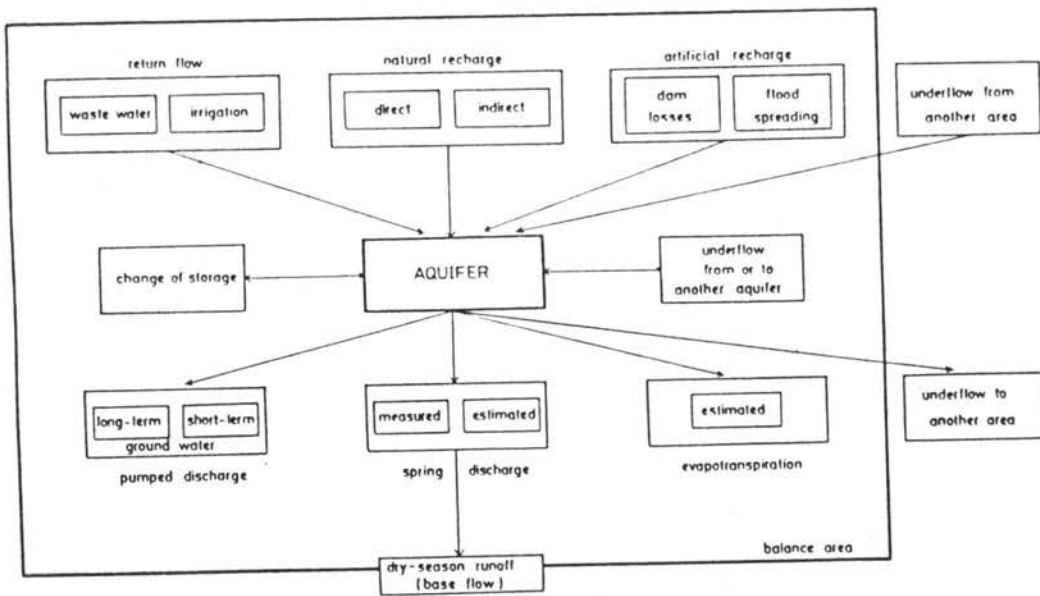 return flow
natural recharge
artificial recharge
waste water
irrigation
direct
indirect
dam
losses
flood
spreading
underflow from
another area
change of storage
AQUIFER
underflow
from or to
another aquifer
long-term
short-term
ground water
pumped discharge
measured
estimated
spring discharge
estimated
evapotranspiration
underflow to
another area
balance area
dry-season runoff
(base flow)